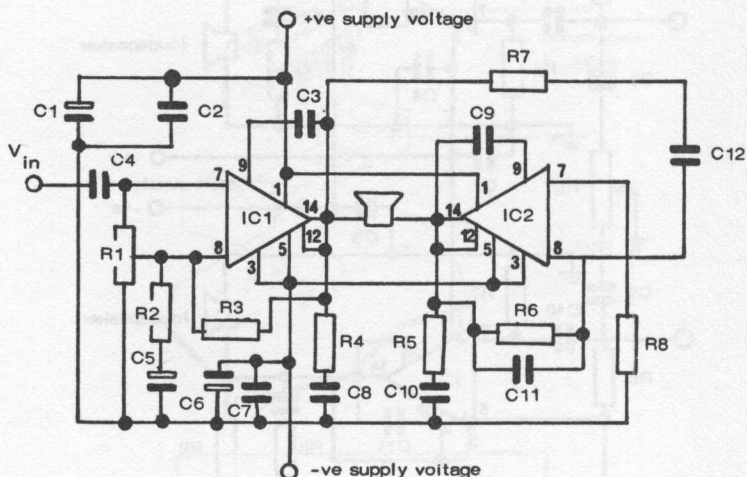 +ve supply voltage
R7
C1
C2
C3
C9
C12
V in
C4
9
7
1
14
IC1
12
8
5
3
1
9
7
14
IC2
12
8
5
3
R1
R2
R3
R4
R5
R6
R8
C5
C6
C7
C8
C10
C11
-ve supply voitage